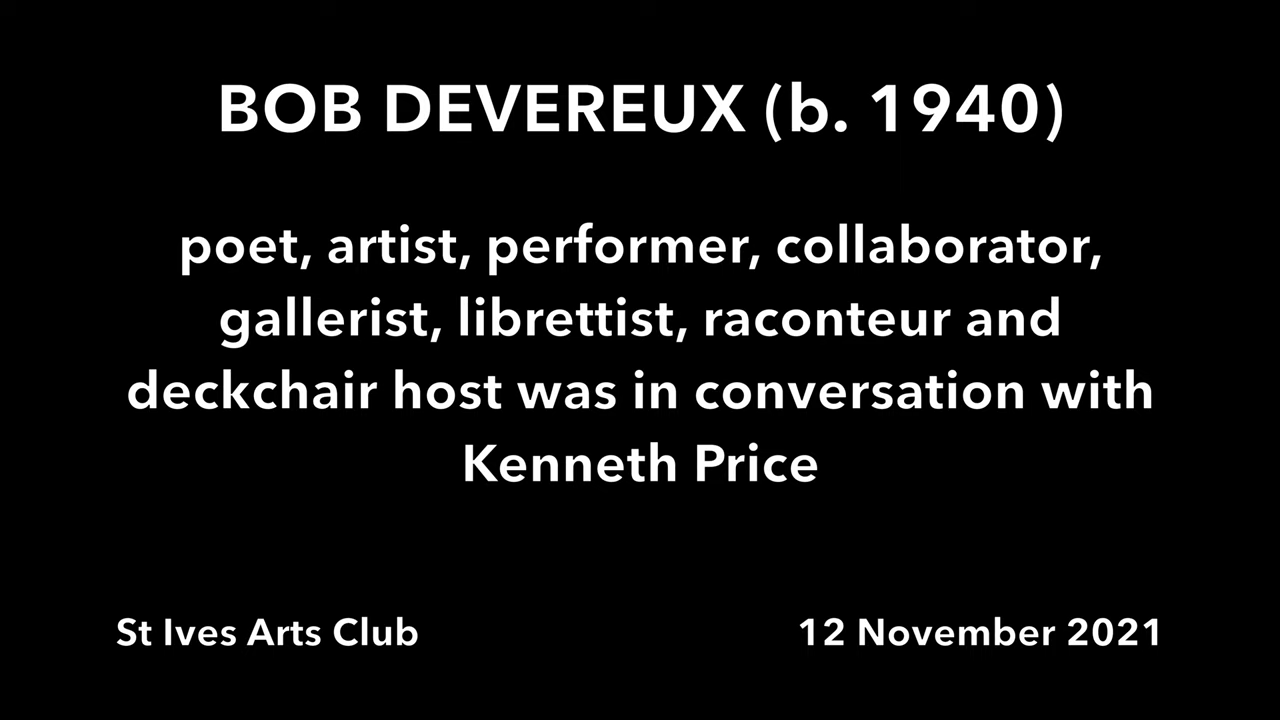 BOB DEVEREUX (b. 1940)
poet, artist, performer, collaborator,
gallerist, librettist, raconteur and
deckchair host was in conversation with
Kenneth Price
St Ives Arts Club
12 November 2021